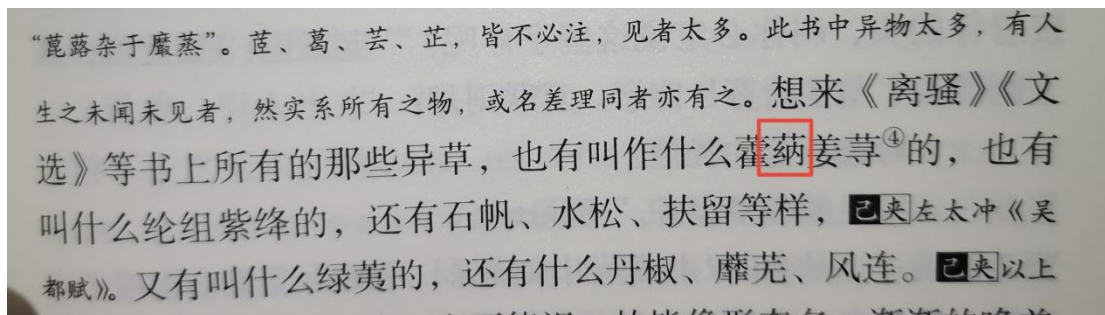 “菎蕗杂于黀蒸”。茝、葛、芸、芷，皆不必注，见者太多。此书中异物太多，有人
生之未闻未见者，然实系所有之物，或名差理同者亦有之。想来《离骚》《文
选》等书上所有的那些异草，也有叫作什么藿蒳姜荨④的，也有
叫什么纶组紫绛的，还有石帆、水松、扶留等样，己夹左太冲《吴
都赋》。又有叫什么绿荑的，还有什么丹椒、蘼芜、风连。己夹以上